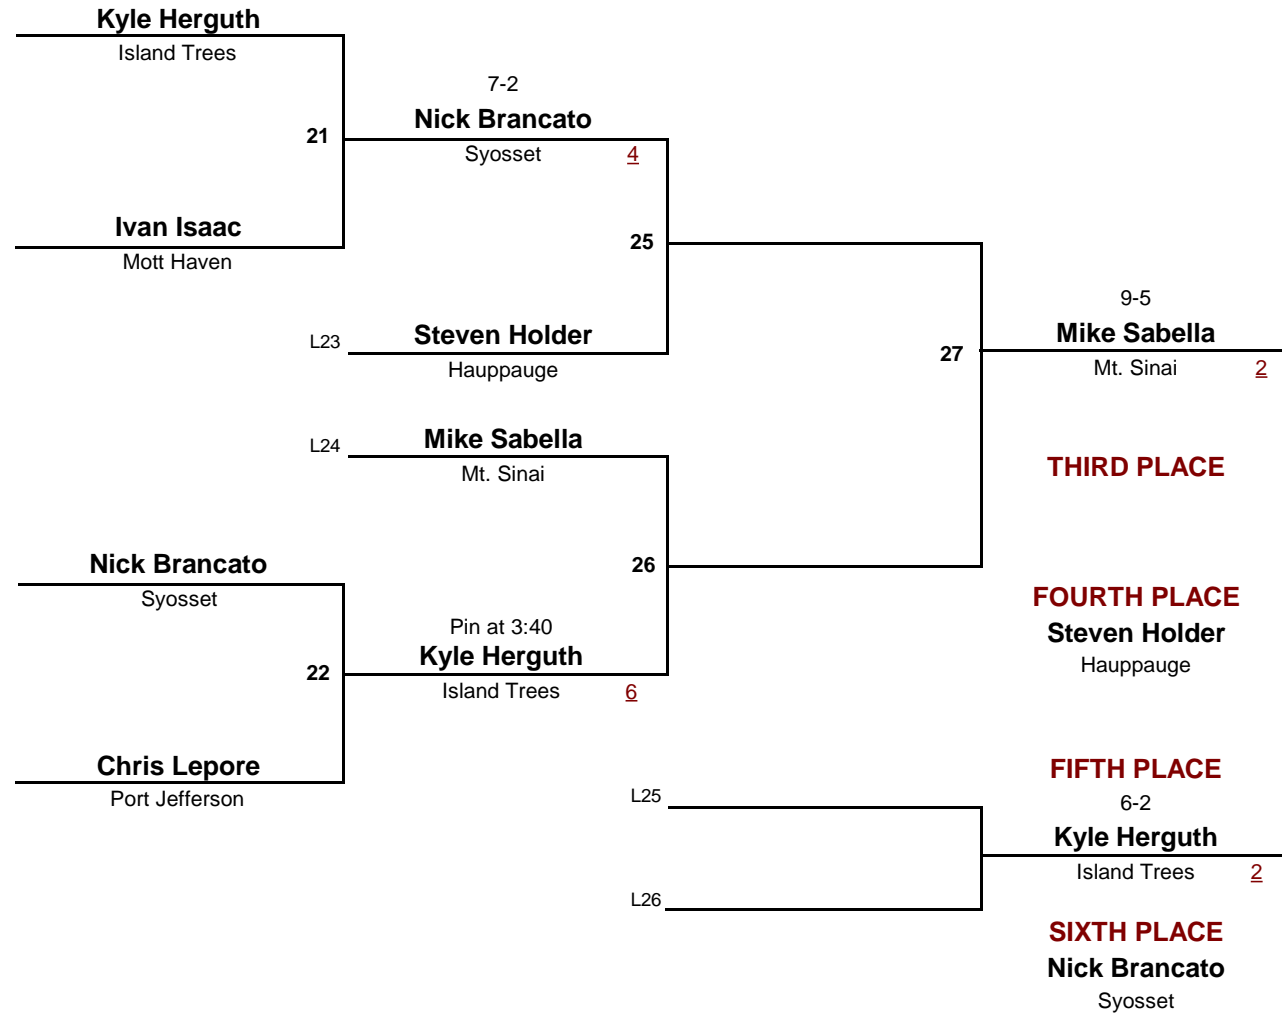 Kyle Herguth
Island Trees
21
Ivan Isaac
Mott Haven
7-2
Nick Brancato
Syosset 4
25
L23 Steven Holder
Hauppauge
L24 Mike Sabella
Mt. Sinai
26
Nick Brancato
Syosset
22
Chris Lepore
Port Jefferson
Pin at 3:40
Kyle Herguth
Island Trees 6
27
9-5
Mike Sabella
Mt. Sinai 2
THIRD PLACE
FOURTH PLACE
Steven Holder
Hauppauge
L25
L26
FIFTH PLACE
6-2
Kyle Herguth
Island Trees 2
SIXTH PLACE
Nick Brancato
Syosset